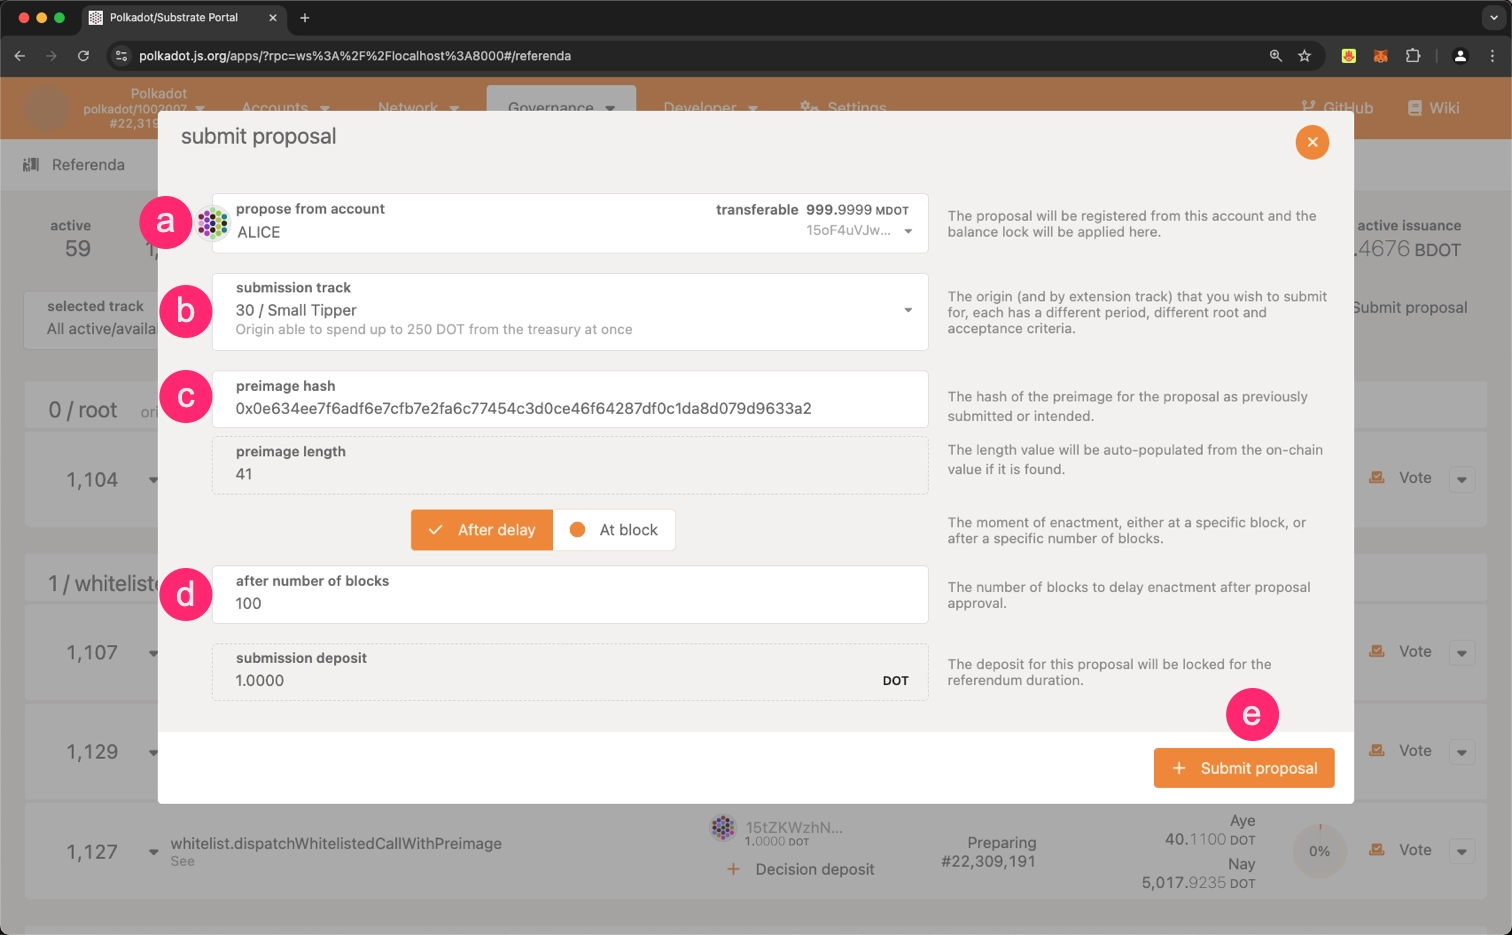 Polkadot/Substrate Portal
polkadot.js.org/apps/?rpc=ws%3A%2F%2Flocalhost%3A8000#/referenda
Polkadot
polkadot/1002007
#22,319
Accounts
Network
Governance
Developer
Settings
GitHub
Wiki
Referenda
submit proposal
active
59
active issuance
.4676 BDOT
selected track
All active/availa
Submit proposal
a
propose from account
ALICE
transferable 999.9999 MDOT
15oF4uVJw...
The proposal will be registered from this account and the
balance lock will be applied here.
b
submission track
30 / Small Tipper
Origin able to spend up to 250 DOT from the treasury at once
The origin (and by extension track) that you wish to submit
for, each has a different period, different root and
acceptance criteria.
c
preimage hash
0x0e634ee7f6adf6e7cfb7e2fa6c77454c3d0ce46f64287df0c1da8d079d9633a2
The hash of the preimage for the proposal as previously
submitted or intended.
preimage length
41
The length value will be auto-populated from the on-chain
value if it is found.
After delay
At block
The moment of enactment, either at a specific block, or
after a specific number of blocks.
d
after number of blocks
100
The number of blocks to delay enactment after proposal
approval.
submission deposit
1.0000
DOT
The deposit for this proposal will be locked for the
referendum duration.
e
Submit proposal
0 / root
ori
1,104
Vote
1 / whiteliste
1,107
Vote
1,129
Vote
1,127
whitelist.dispatchWhitelistedCallWithPreimage
See
15tZKWzhN...
1.0000 DOT
Decision deposit
Preparing
#22,309,191
Aye
40.1100 DOT
Nay
5,017.9235 DOT
0%
Vote